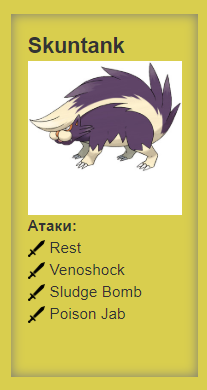 Skuntank
Атаки:
Rest
Venoshock
Sludge Bomb
Poison Jab